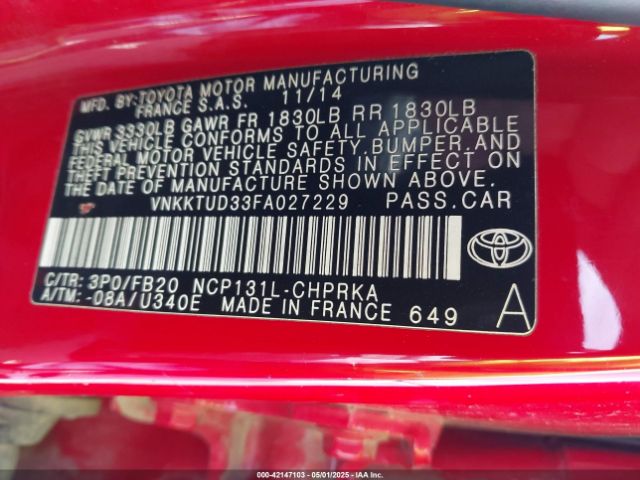 MFD. BY: TOYOTA MOTOR MANUFACTURING
FRANCE S.A.S. 11/14
GVWR 3330LB GAWR FR 1830LB RR 1830LB
THIS VEHICLE CONFORMS TO ALL APPLICABLE
FEDERAL MOTOR VEHICLE SAFETY, BUMPER, AND
THEFT PREVENTION STANDARDS IN EFFECT ON
THE DATE OF MANUFACTURE SHOWN ABOVE.
VNKKTUD33FA027229 PASS.CAR
C/TR: 3P0/FB20 NCP131L-CHPRKA
A/TM: -08A/U340E MADE IN FRANCE 649 A
000-42147103 - 05/01/2025 - IAA Inc.